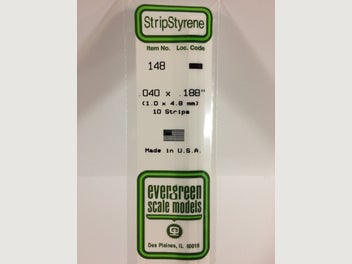 StripStyrene
Item No. Loc. Code
148
.040 x .188"
(1.0 x 4.8 mm)
10 Strips
Made in U.S.A.
evergreen
scale models
Des Plaines, IL 60018